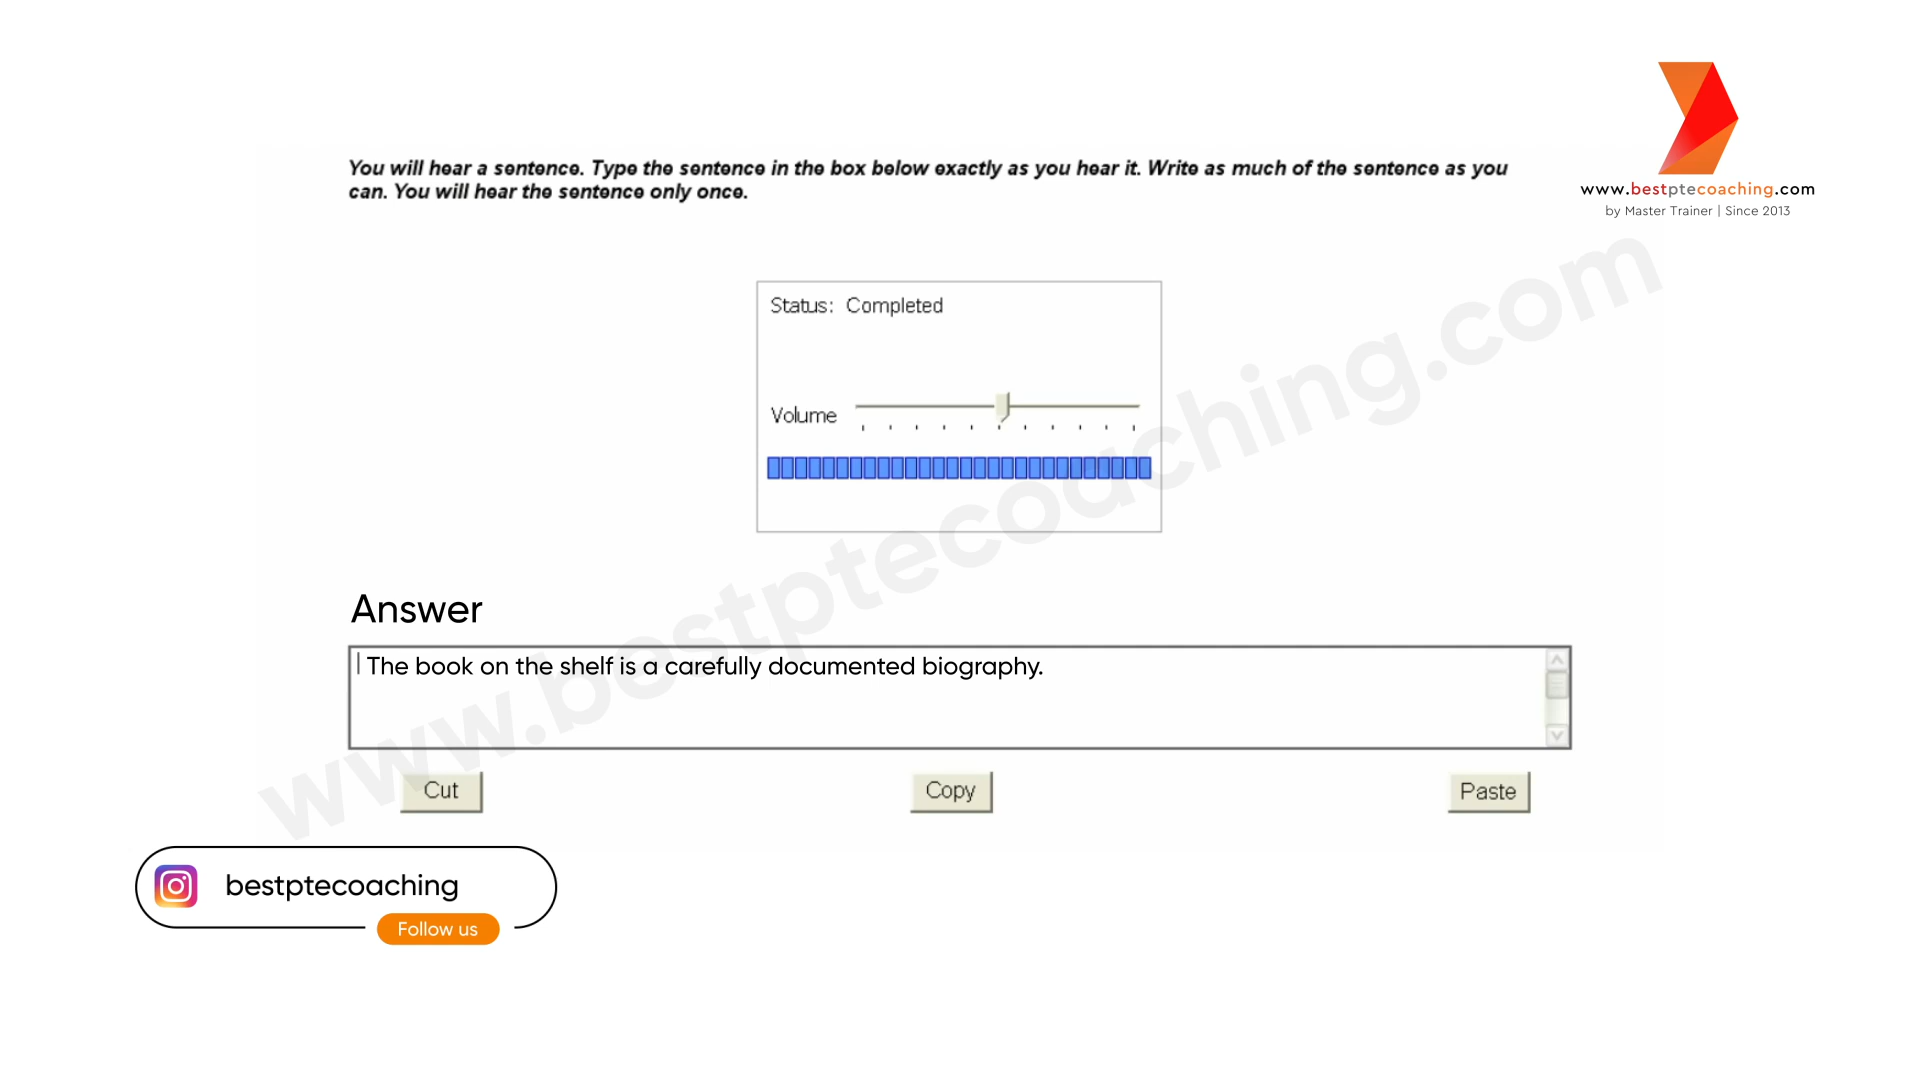 You will hear a sentence. Type the sentence in the box below exactly as you hear it. Write as much of the sentence as you
can. You will hear the sentence only once.
www.bestptecoaching.com
by Master Trainer | Since 2013
Status: Completed
Volume
www.bestptecoaching.com
Answer
The book on the shelf is a carefully documented biography.
Cut
Copy
Paste
bestptecoaching
Follow us